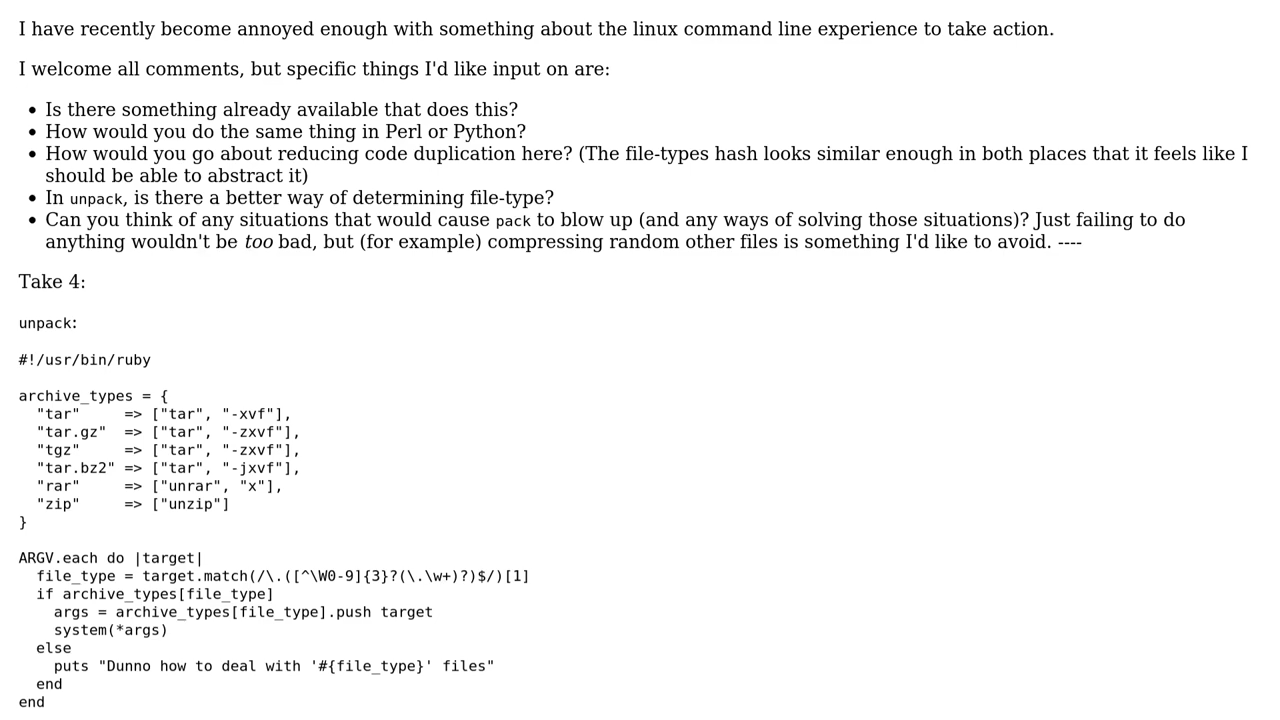 I have recently become annoyed enough with something about the linux command line experience to take action.
I welcome all comments, but specific things I'd like input on are:
• Is there something already available that does this?
• How would you do the same thing in Perl or Python?
• How would you go about reducing code duplication here? (The file-types hash looks similar enough in both places that it feels like I
should be able to abstract it)
• In unpack, is there a better way of determining file-type?
• Can you think of any situations that would cause pack to blow up (and any ways of solving those situations)? Just failing to do
anything wouldn't be too bad, but (for example) compressing random other files is something I'd like to avoid. ----
Take 4:
unpack:
#!/usr/bin/ruby
archive_types = {
  "tar"     => ["tar", "-xvf"],
  "tar.gz"  => ["tar", "-zxvf"],
  "tgz"     => ["tar", "-zxvf"],
  "tar.bz2" => ["tar", "-jxvf"],
  "rar"     => ["unrar", "x"],
  "zip"     => ["unzip"]
}
ARGV.each do |target|
  file_type = target.match(/\.([^\W0-9]{3}?(\.\w+)?)$/)[1]
  if archive_types[file_type]
    args = archive_types[file_type].push target
    system(*args)
  else
    puts "Dunno how to deal with '#{file_type}' files"
  end
end